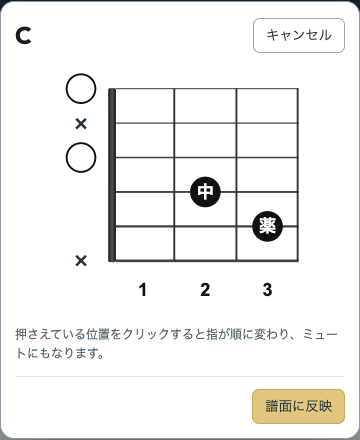 C
キャンセル
×
中
薬
×
1 2 3
押さえている位置をクリックすると指が順に変わり、ミュー
トにもなります。
譜面に反映